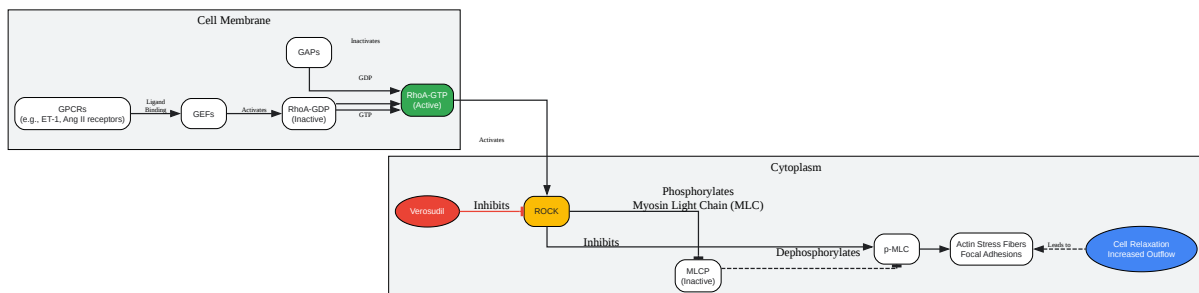 Cell Membrane
GAPs
Inactivates
GDP
GPCRs
(e.g., ET-1, Ang II receptors)
Ligand
Binding
GEFs
Activates
RhoA-GDP
(Inactive)
GTP
RhoA-GTP
(Active)
Activates
Cytoplasm
Verosudil
Inhibits
ROCK
Phosphorylates
Myosin Light Chain (MLC)
Inhibits
MLCP
(Inactive)
Dephosphorylates
p-MLC
Actin Stress Fibers
Focal Adhesions
Leads to
Cell Relaxation
Increased Outflow